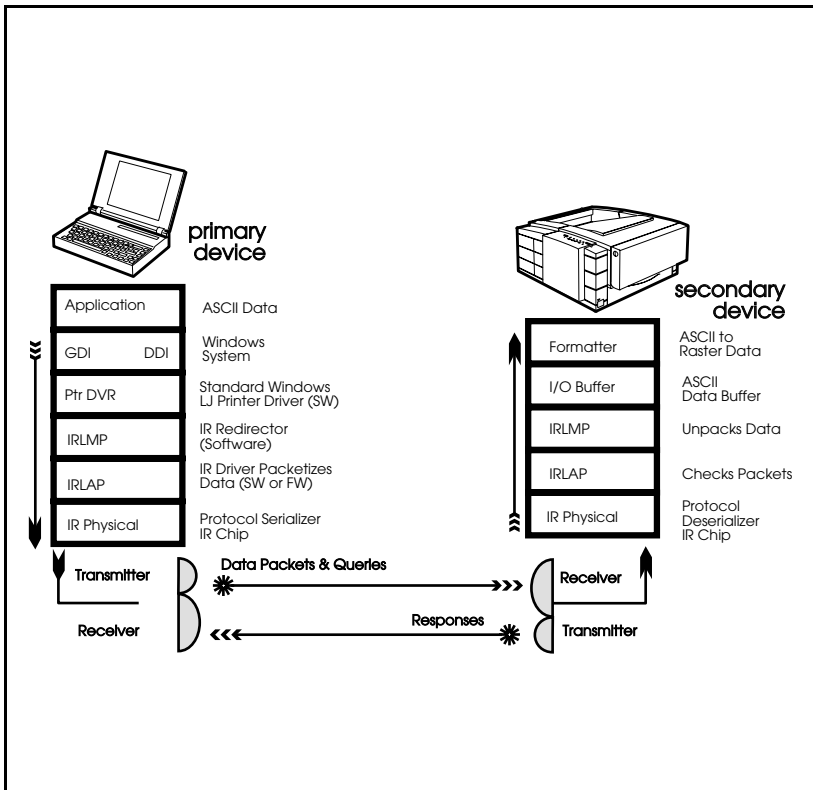 primary
device
Application
ASCII Data
GDI DDI
Windows
System
Ptr DVR
Standard Windows
LJ Printer Driver (SW)
IRLMP
IR Redirector
(Software)
IRLAP
IR Driver Packetizes
Data (SW or FW)
IR Physical
Protocol Serializer
IR Chip
secondary
device
Formatter
ASCII to
Raster Data
I/O Buffer
ASCII
Data Buffer
IRLMP
Unpacks Data
IRLAP
Checks Packets
IR Physical
Protocol
Deserializer
IR Chip
Transmitter
Data Packets & Queries
Receiver
Receiver
Responses
Transmitter